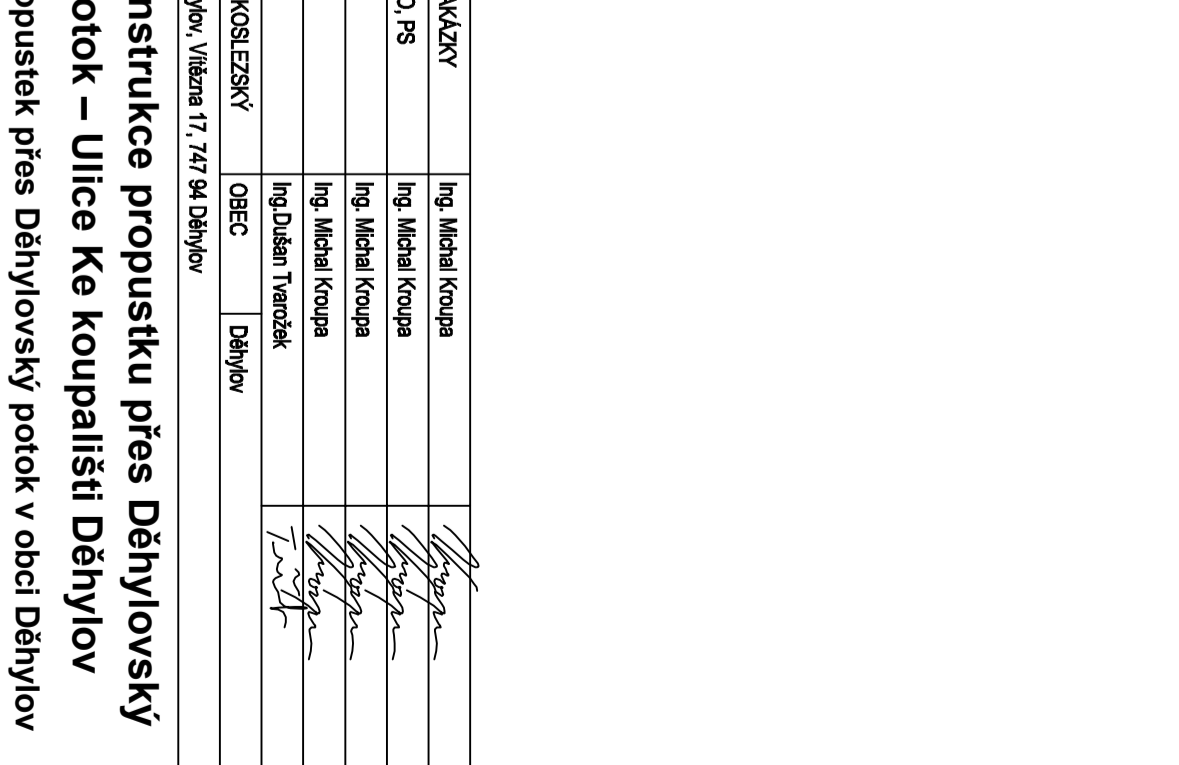 AKÁZKY Ing. Michal Kroupa
O, PS Ing. Michal Kroupa
Ing. Michal Kroupa
Ing. Michal Kroupa
Ing.Dušan Tvarožek
KOSLEZSKÝ OBEC Děhylov
ylov, Vítězna 17, 747 94 Děhylov
nstrukce propustku přes Děhylovský
otok – Ulice Ke koupališti Děhylov
opustek přes Děhylovský potok v obci Děhylov